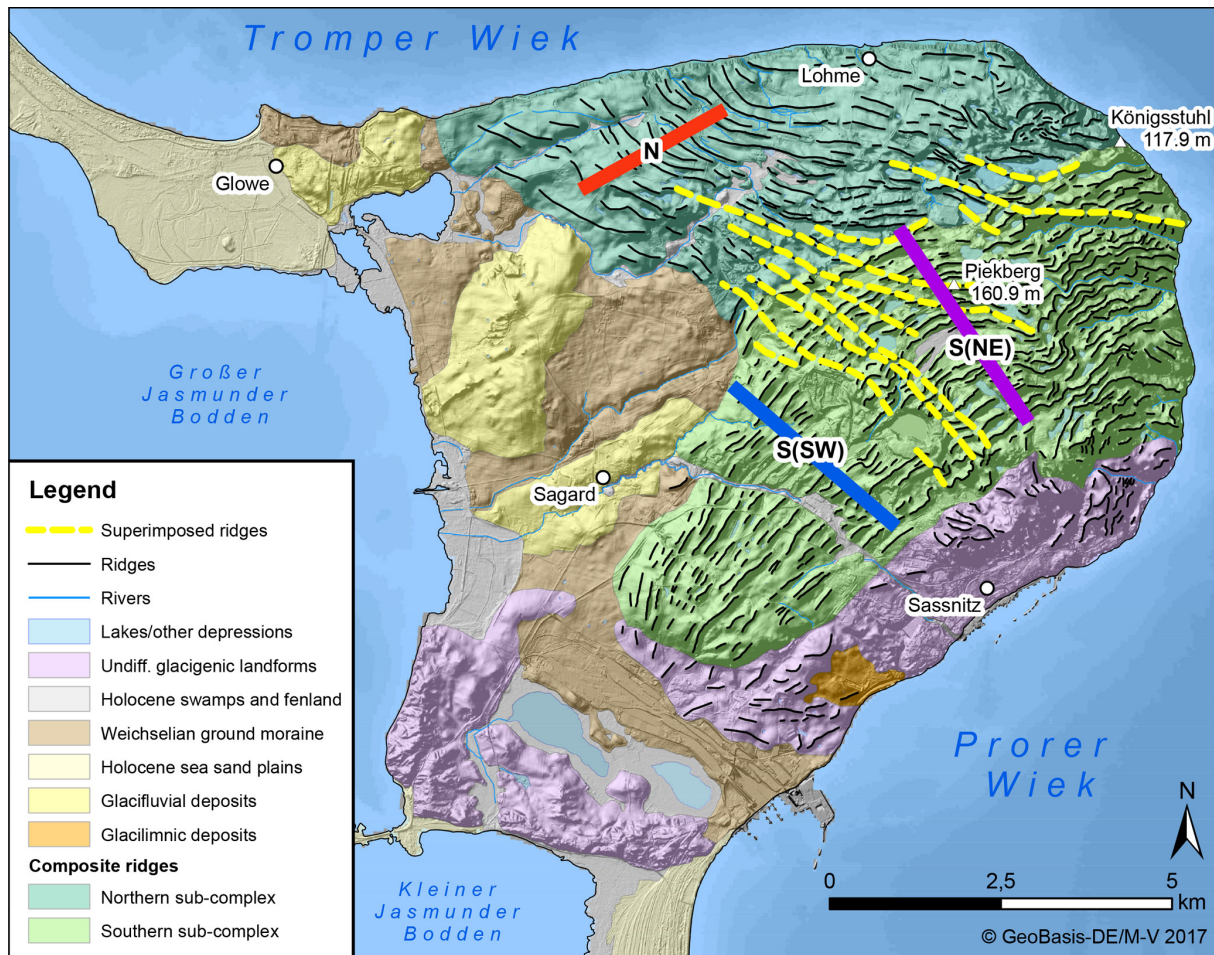 Tromper Wiek
Lohme
Königsstuhl
117.9 m
N
Glowe
Piekberg
160.9 m
S(NE)
Großer
Jasmunder
Bodden
S(SW)
Sagard
Sassnitz
Legend
Superimposed ridges
Ridges
Rivers
Lakes/other depressions
Undiff. glacigenic landforms
Holocene swamps and fenland
Weichselian ground moraine
Holocene sea sand plains
Glacifluvial deposits
Glacilimnic deposits
Composite ridges
Northern sub-complex
Southern sub-complex
Prorer
Wiek
Kleiner
Jasmunder
Bodden
N
0 2,5 5
km
© GeoBasis-DE/M-V 2017